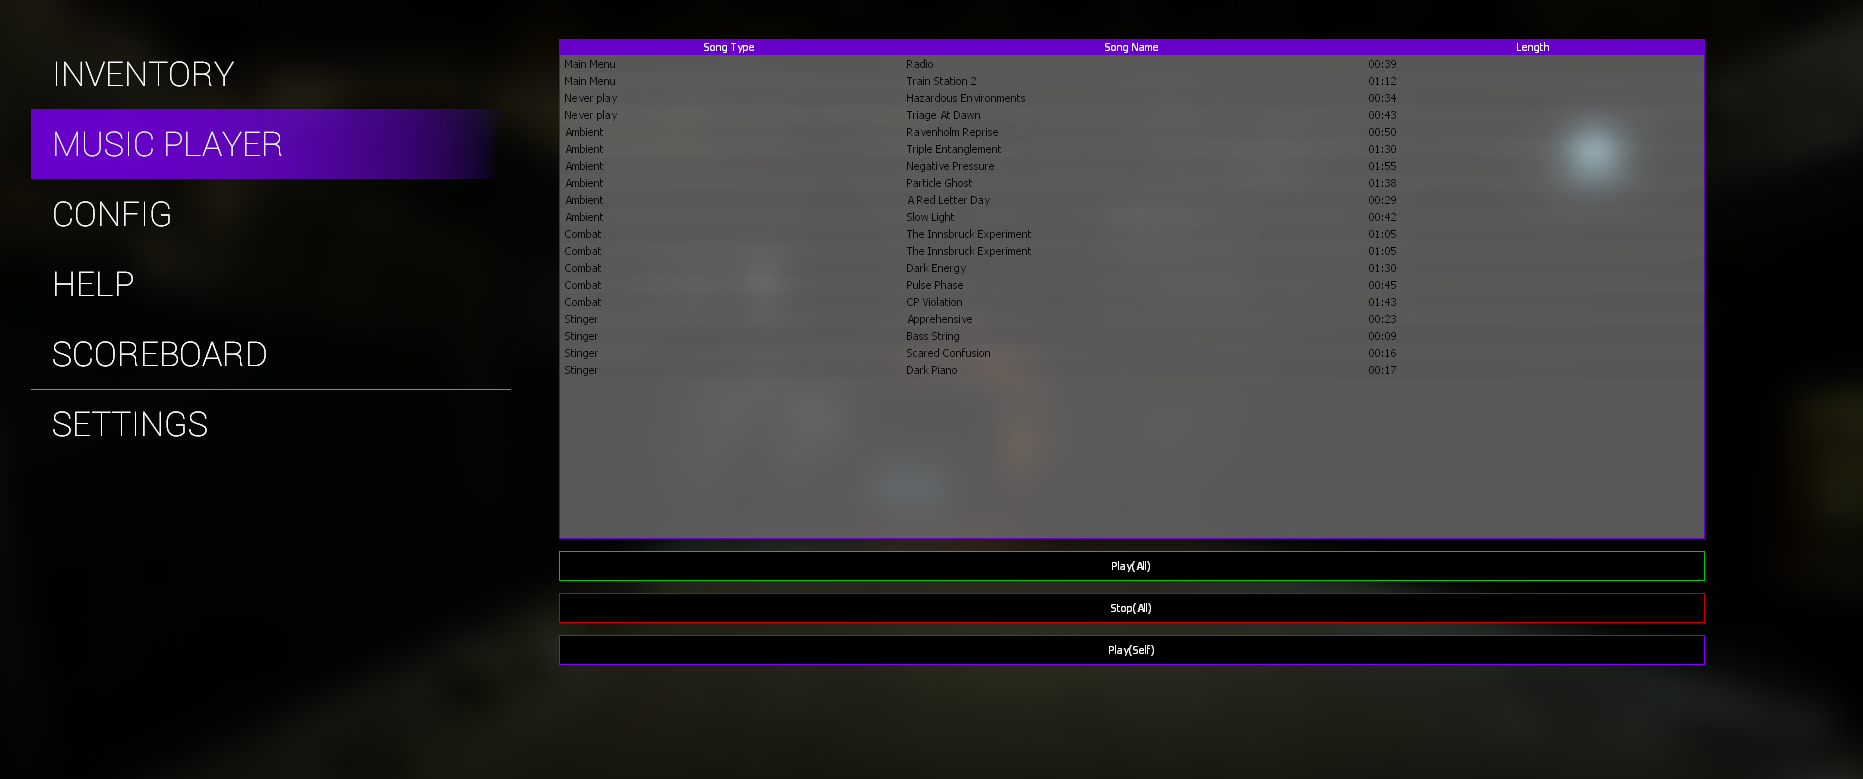 INVENTORY
MUSIC PLAYER
CONFIG
HELP
SCOREBOARD
SETTINGS
Song Type Song Name Length
Main Menu Radio 00:39
Main Menu Train Station 2 01:12
Never play Hazardous Environments 00:34
Never play Triage At Dawn 00:43
Ambient Ravenholm Reprise 00:50
Ambient Triple Entanglement 01:30
Ambient Negative Pressure 01:55
Ambient Particle Ghost 01:38
Ambient A Red Letter Day 00:29
Ambient Slow Light 00:42
Combat The Innsbruck Experiment 01:05
Combat The Innsbruck Experiment 01:05
Combat Dark Energy 01:30
Combat Pulse Phase 00:45
Combat CP Violation 01:43
Stinger Apprehensive 00:23
Stinger Bass String 00:09
Stinger Scared Confusion 00:16
Stinger Dark Piano 00:17
Play(All)
Stop(All)
Play(Self)